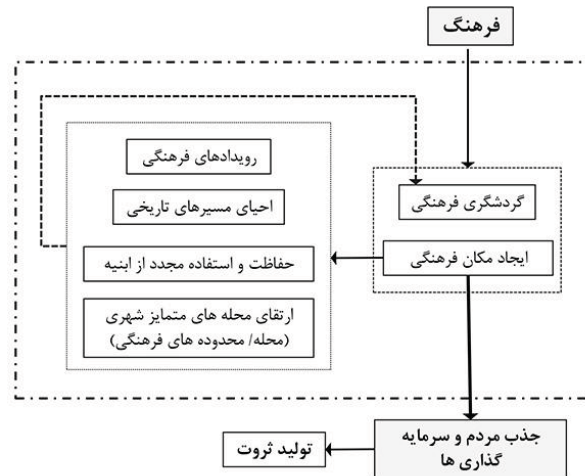 فرهنگ
رویدادهای فرهنگی
گردشگری فرهنگی
احیای مسیرهای تاریخی
ایجاد مکان فرهنگی
حفاظت و استفاده مجدد از ابنیه
ارتقای محله های متمایز شهری
(محله/ محدوده های فرهنگی)
جذب مردم و سرمایه
گذاری ها
تولید ثروت